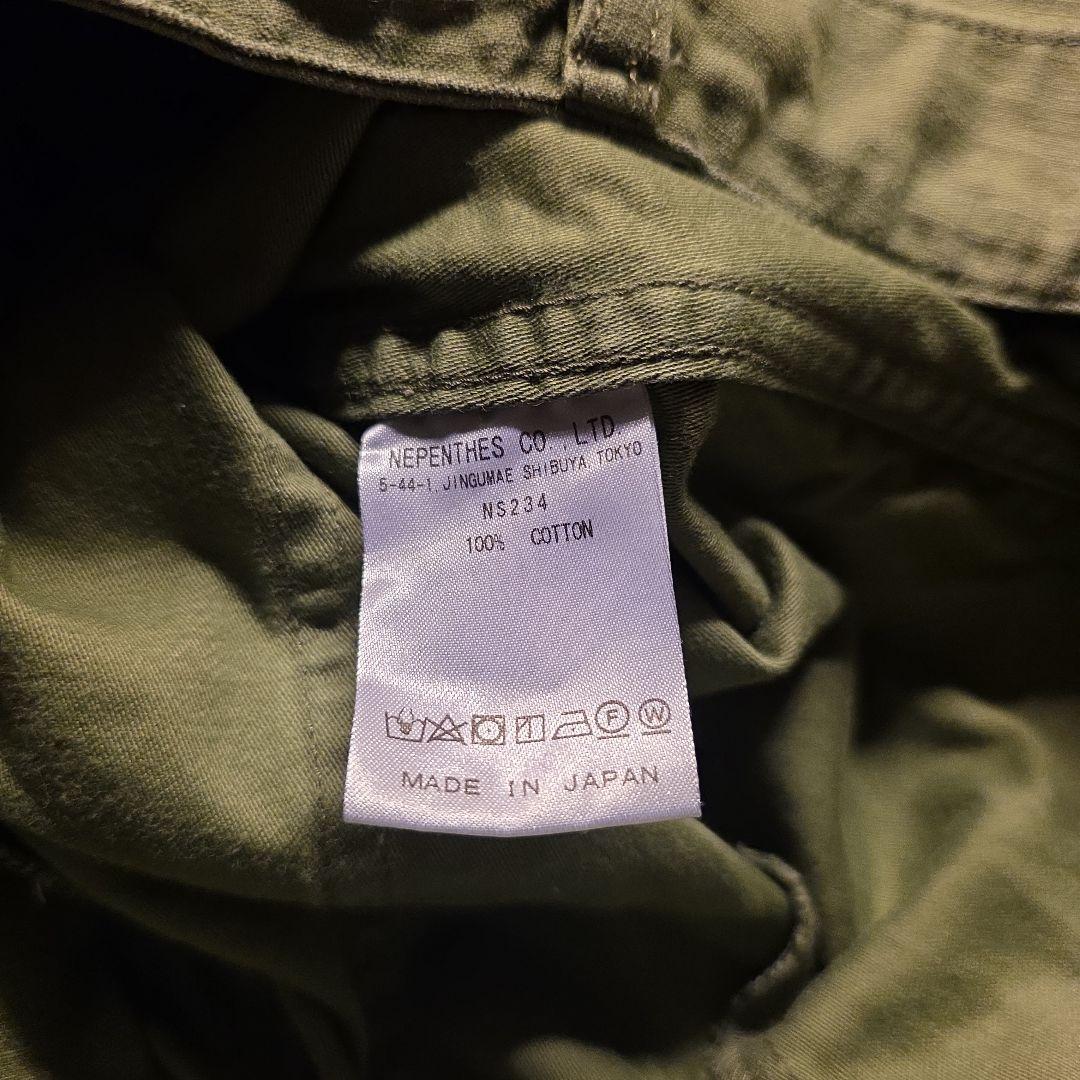 NEPENTHES CO.,LTD
5-44-1, JINGUMAE SHIBUYA, TOKYO
NS234
100% COTTON
F W
MADE IN JAPAN